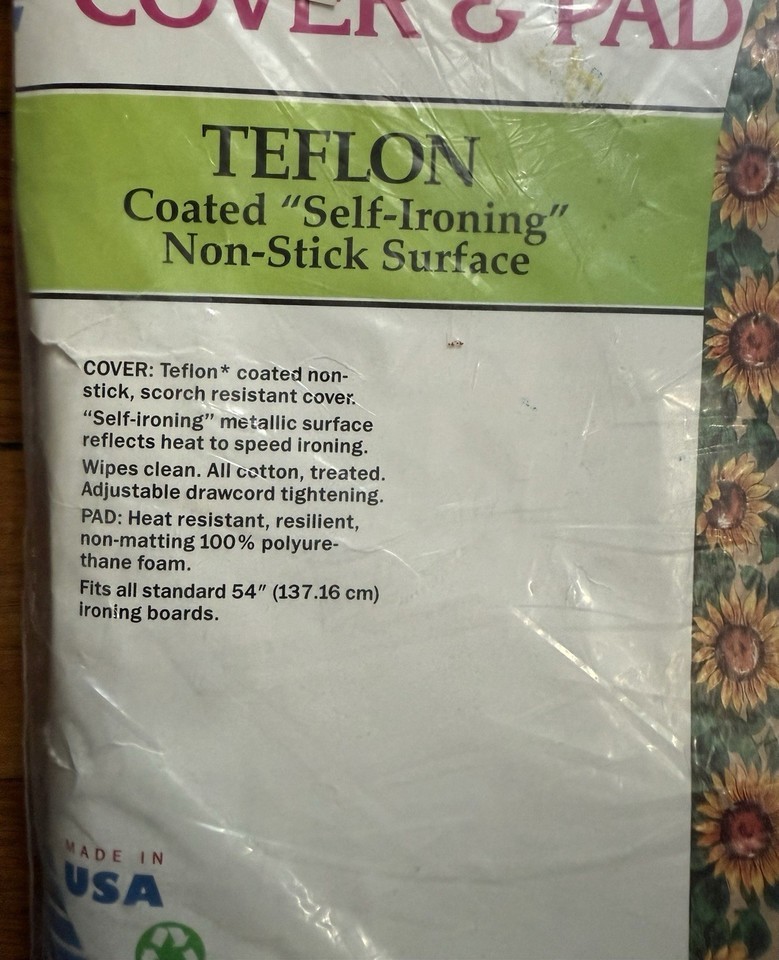 COVER & PAD
TEFLON
Coated “Self-Ironing”
Non-Stick Surface
COVER: Teflon* coated non-
stick, scorch resistant cover.
“Self-ironing” metallic surface
reflects heat to speed ironing.
Wipes clean. All cotton, treated.
Adjustable drawcord tightening.
PAD: Heat resistant, resilient,
non-matting 100% polyure-
thane foam.
Fits all standard 54″ (137.16 cm)
ironing boards.
MADE IN
USA